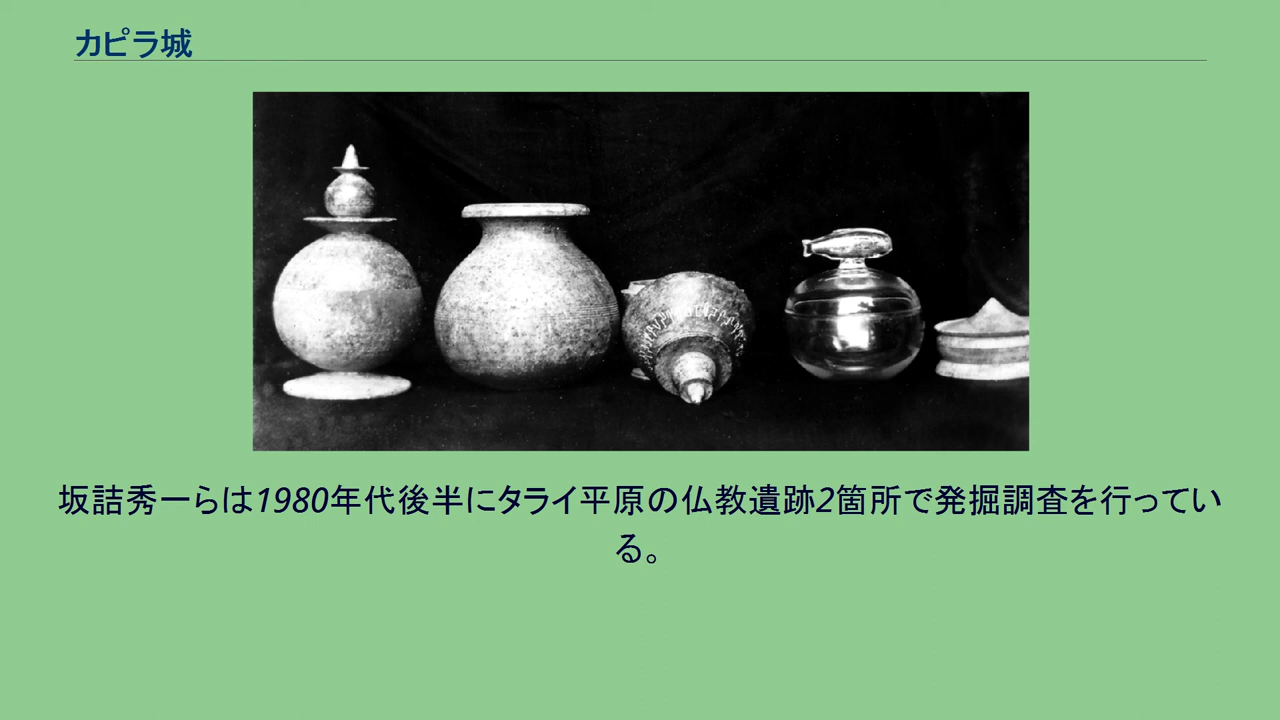 カピラ城
坂詰秀一らは1980年代後半にタライ平原の仏教遺跡2箇所で発掘調査を行ってい
る。